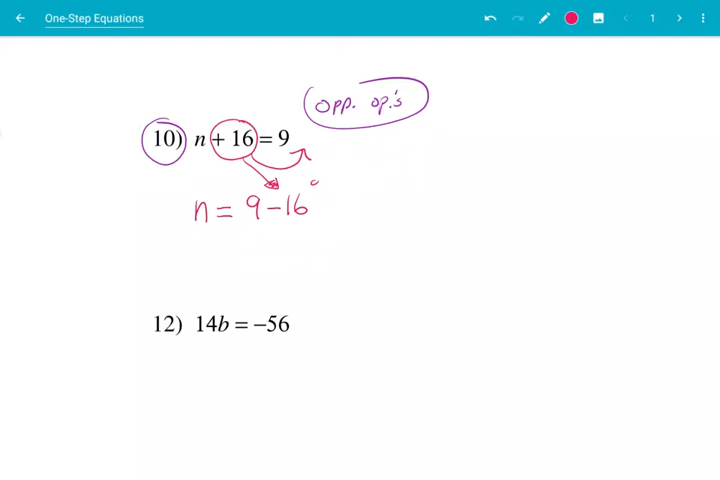 One-Step Equations
1
opp. op.'s
10) n + 16 = 9
n = 9 - 16
12) 14b = -56